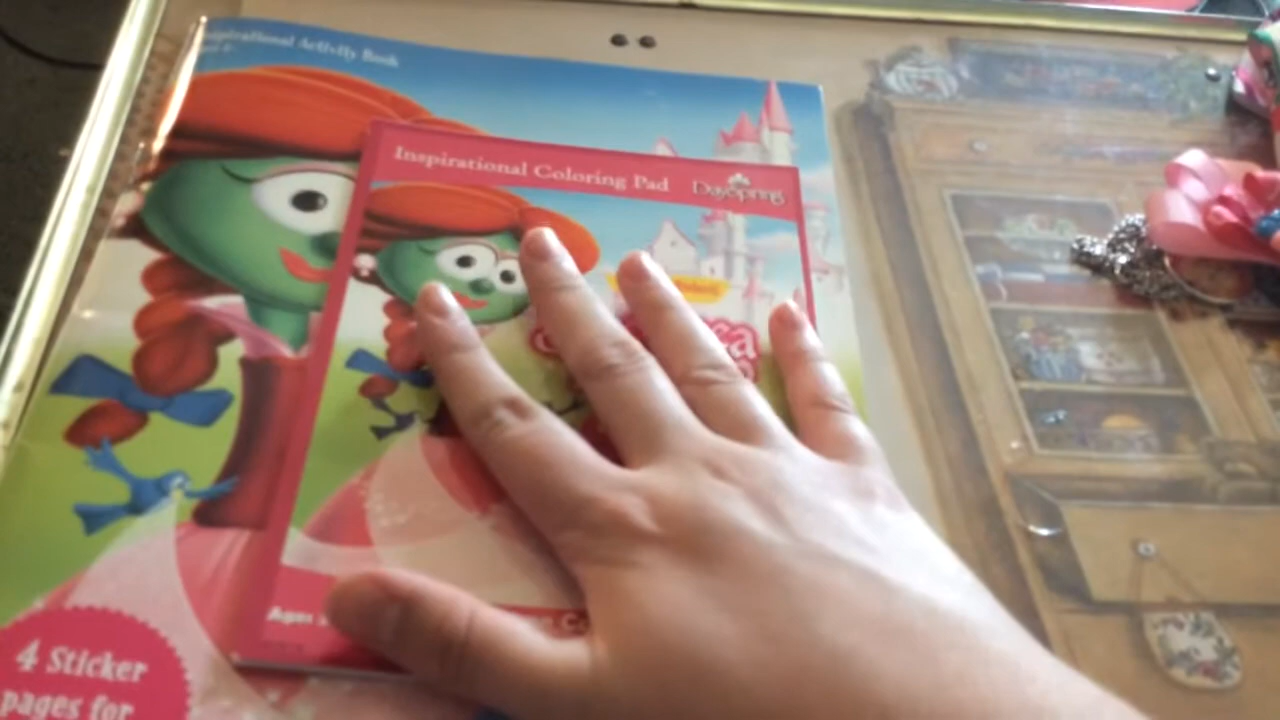 Inspirational Activity Book
Inspirational Coloring Pad
DaySpring
Ages
4 Sticker
pages for